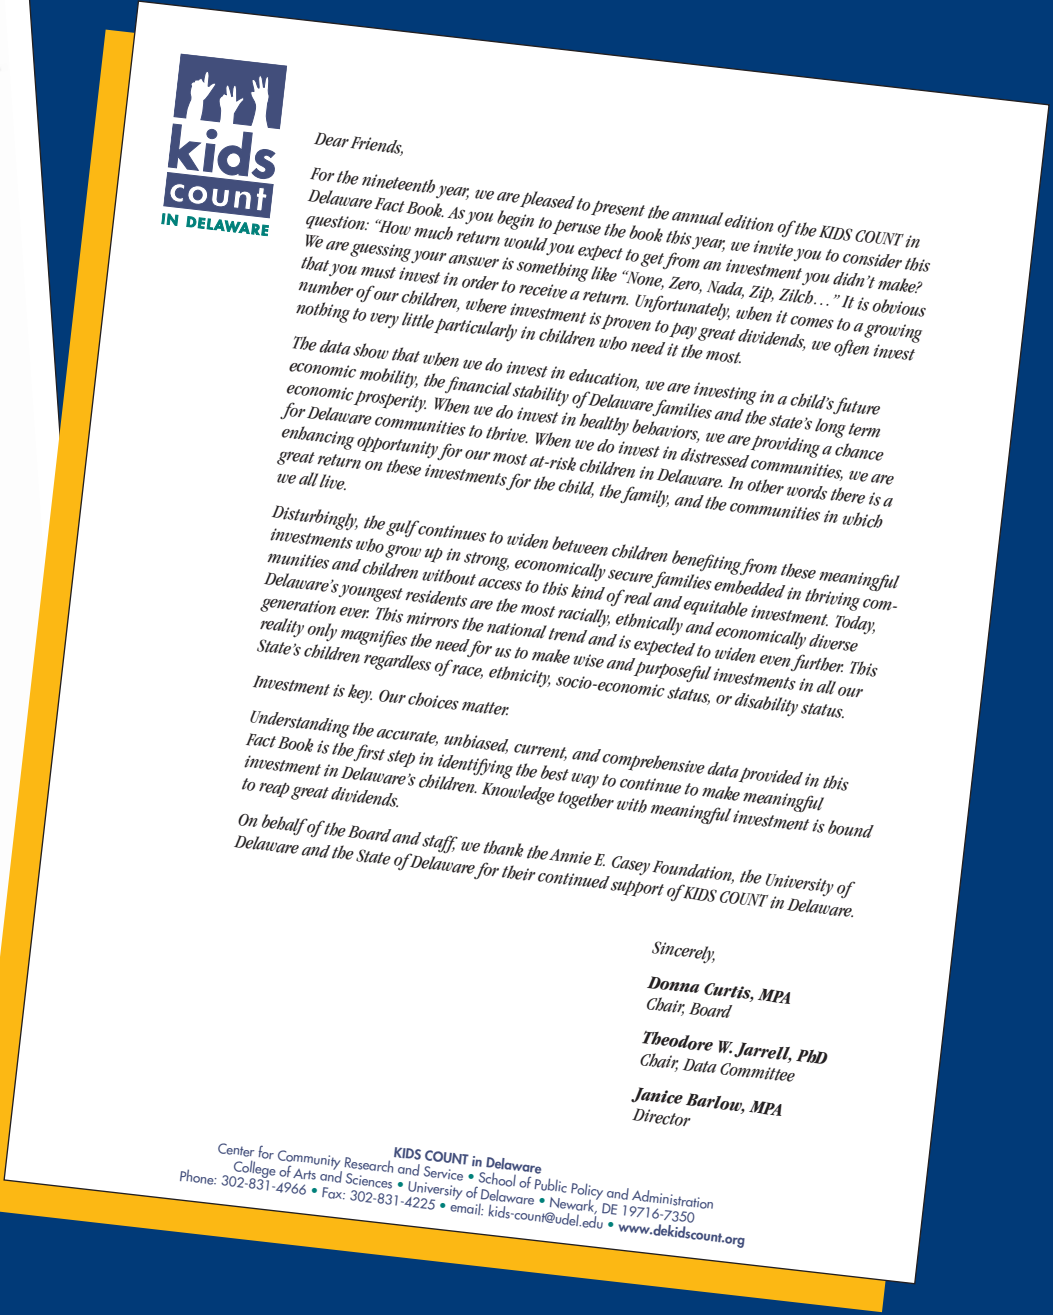 kids
count
IN DELAWARE
Dear Friends,
For the nineteenth year, we are pleased to present the annual edition of the KIDS COUNT in
Delaware Fact Book. As you begin to peruse the book this year, we invite you to consider this
question: “How much return would you expect to get from an investment you didn’t make?
We are guessing your answer is something like “None, Zero, Nada, Zip, Zilch…” It is obvious
that you must invest in order to receive a return. Unfortunately, when it comes to a growing
number of our children, where investment is proven to pay great dividends, we often invest
nothing to very little particularly in children who need it the most.
The data show that when we do invest in education, we are investing in a child’s future
economic mobility, the financial stability of Delaware families and the state’s long term
economic prosperity. When we do invest in healthy behaviors, we are providing a chance
for Delaware communities to thrive. When we do invest in distressed communities, we are
enhancing opportunity for our most at-risk children in Delaware. In other words there is a
great return on these investments for the child, the family, and the communities in which
we all live.
Disturbingly, the gulf continues to widen between children benefiting from these meaningful
investments who grow up in strong, economically secure families embedded in thriving com-
munities and children without access to this kind of real and equitable investment. Today,
Delaware’s youngest residents are the most racially, ethnically and economically diverse
generation ever. This mirrors the national trend and is expected to widen even further. This
reality only magnifies the need for us to make wise and purposeful investments in all our
State’s children regardless of race, ethnicity, socio-economic status, or disability status.
Investment is key. Our choices matter.
Understanding the accurate, unbiased, current, and comprehensive data provided in this
Fact Book is the first step in identifying the best way to continue to make meaningful
investment in Delaware’s children. Knowledge together with meaningful investment is bound
to reap great dividends.
On behalf of the Board and staff, we thank the Annie E. Casey Foundation, the University of
Delaware and the State of Delaware for their continued support of KIDS COUNT in Delaware.
Sincerely,
Donna Curtis, MPA
Chair, Board
Theodore W. Jarrell, PhD
Chair, Data Committee
Janice Barlow, MPA
Director
KIDS COUNT in Delaware
Center for Community Research and Service • School of Public Policy and Administration
College of Arts and Sciences • University of Delaware • Newark, DE 19716-7350
Phone: 302-831-4966 • Fax: 302-831-4225 • email: kids-count@udel.edu • www.dekidscount.org